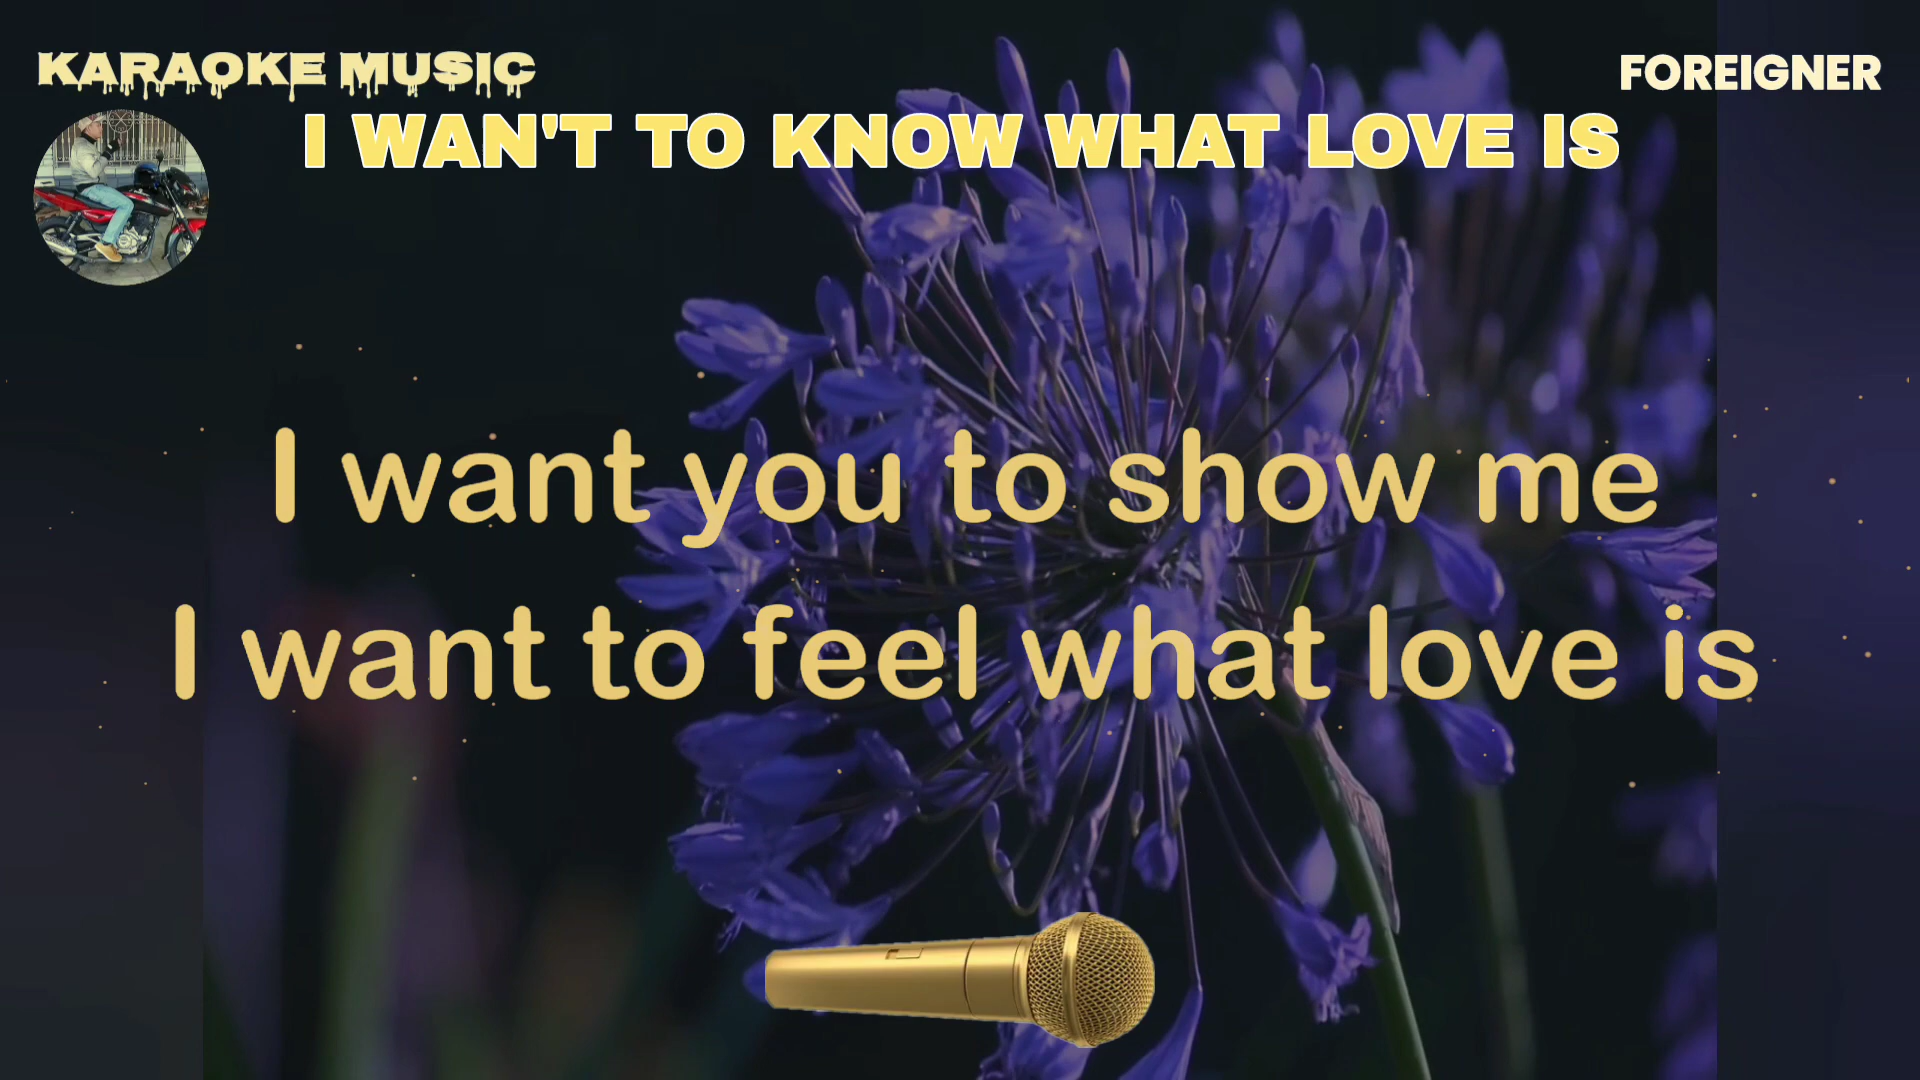 KARAOKE MUSIC
FOREIGNER
I WAN'T TO KNOW WHAT LOVE IS
I want you to show me
I want to feel what love is